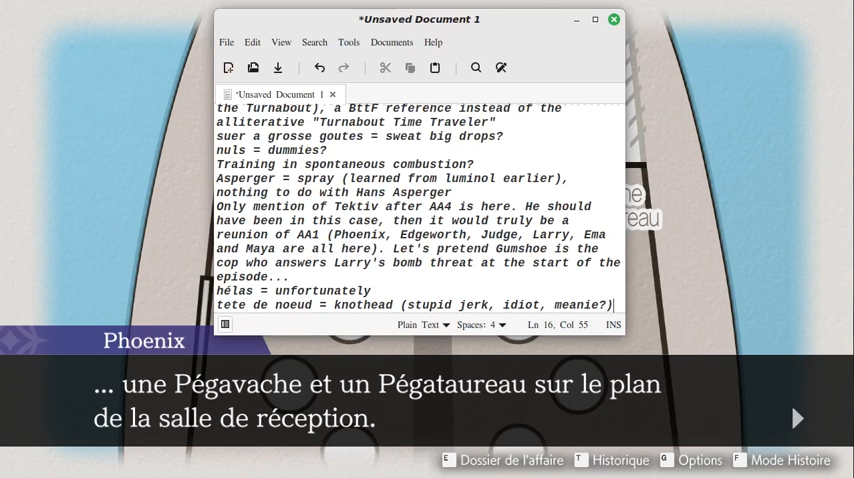 *Unsaved Document 1
File Edit View Search Tools Documents Help
*Unsaved Document 1
the Turnabout), a BttF reference instead of the
alliterative "Turnabout Time Traveler"
suer a grosse goutes = sweat big drops?
nuls = dummies?
Training in spontaneous combustion?
Asperger = spray (learned from luminol earlier),
nothing to do with Hans Asperger
Only mention of Tektiv after AA4 is here. He should
have been in this case, then it would truly be a
reunion of AA1 (Phoenix, Edgeworth, Judge, Larry, Ema
and Maya are all here). Let's pretend Gumshoe is the
cop who answers Larry's bomb threat at the start of the
episode...
hélas = unfortunately
tete de noeud = knothead (stupid jerk, idiot, meanie?)
Plain Text Spaces: 4 Ln 16, Col 55 INS
ne
eau
Phoenix
... une Pégavache et un Pégataureau sur le plan
de la salle de réception.
E Dossier de l'affaire T Historique G Options F Mode Histoire